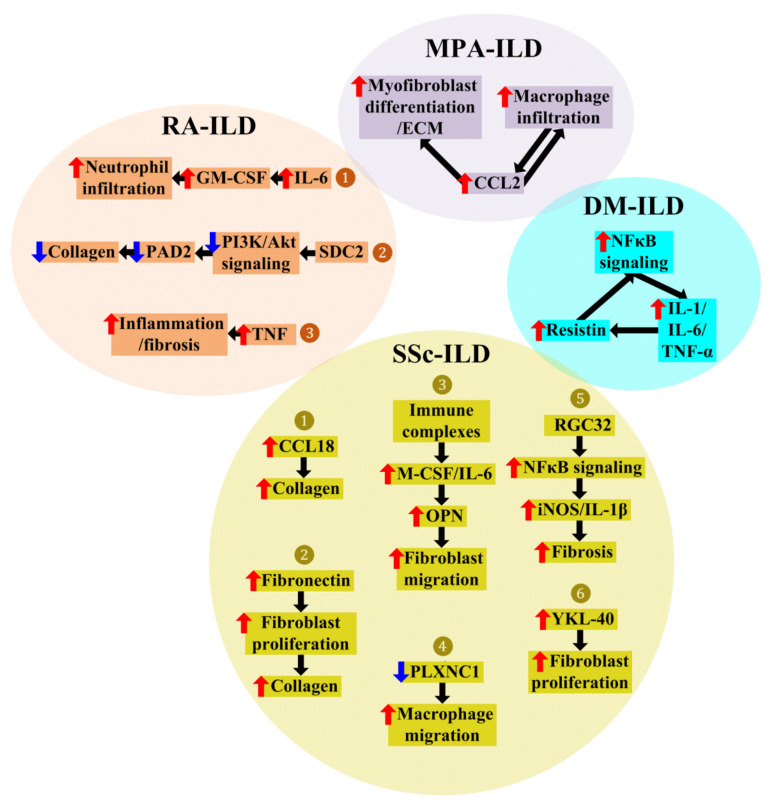 MPA-ILD
Myofibroblast
differentiation
/ECM
Macrophage
infiltration
CCL2
RA-ILD
Neutrophil
infiltration
GM-CSF
IL-6
1
Collagen
PAD2
PI3K/Akt
signaling
SDC2
2
Inflammation
/fibrosis
TNF
3
DM-ILD
NFκB
signaling
Resistin
IL-1/
IL-6/
TNF-α
SSc-ILD
1
CCL18
Collagen
2
Fibronectin
Fibroblast
proliferation
Collagen
3
Immune
complexes
M-CSF/IL-6
OPN
Fibroblast
migration
4
PLXNC1
Macrophage
migration
5
RGC32
NFκB signaling
iNOS/IL-1β
Fibrosis
6
YKL-40
Fibroblast
proliferation